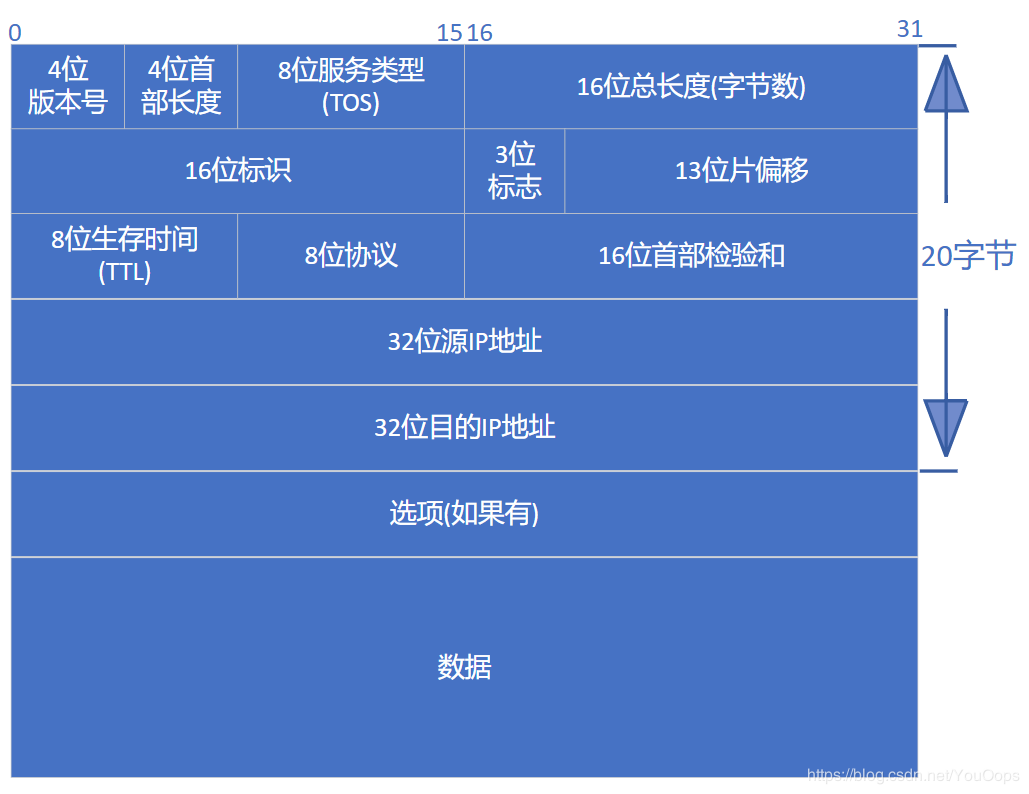 0
15
16
31
4位
版本号
4位首
部长度
8位服务类型
(TOS)
16位总长度(字节数)
16位标识
3位
标志
13位片偏移
8位生存时间
(TTL)
8位协议
16位首部检验和
20字节
32位源IP地址
32位目的IP地址
选项(如果有)
数据
https://blog.csdn.net/YouOops